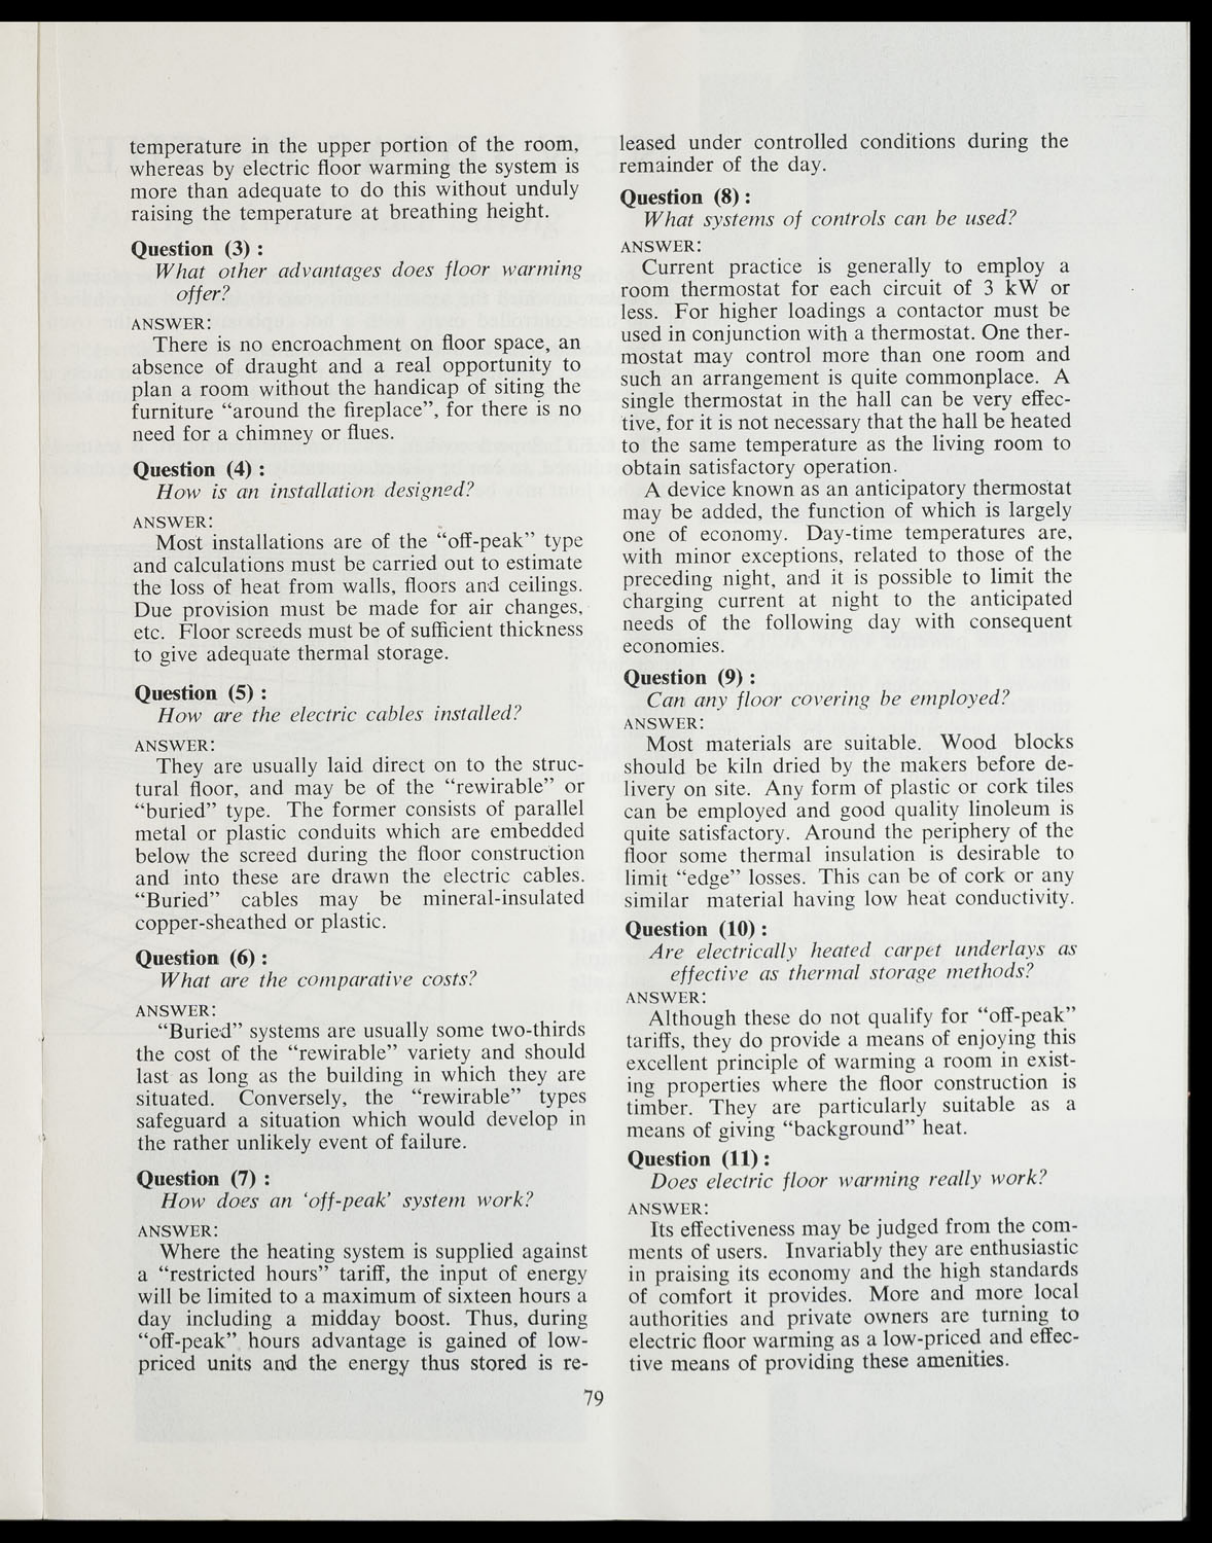 temperature in the upper portion of the room,
whereas by electric floor warming the system is
more than adequate to do this without unduly
raising the temperature at breathing height.
Question (3) :
What other advantages does floor warming
offer?
ANSWER:
There is no encroachment on floor space, an
absence of draught and a real opportunity to
plan a room without the handicap of siting the
furniture “around the fireplace”, for there is no
need for a chimney or flues.
Question (4) :
How is an installation designed?
ANSWER:
Most installations are of the “off-peak” type
and calculations must be carried out to estimate
the loss of heat from walls, floors and ceilings.
Due provision must be made for air changes,
etc. Floor screeds must be of sufficient thickness
to give adequate thermal storage.
Question (5) :
How are the electric cables installed?
ANSWER:
They are usually laid direct on to the struc-
tural floor, and may be of the “rewirable” or
“buried” type. The former consists of parallel
metal or plastic conduits which are embedded
below the screed during the floor construction
and into these are drawn the electric cables.
“Buried” cables may be mineral-insulated
copper-sheathed or plastic.
Question (6) :
What are the comparative costs?
ANSWER:
“Buried” systems are usually some two-thirds
the cost of the “rewirable” variety and should
last as long as the building in which they are
situated. Conversely, the “rewirable” types
safeguard a situation which would develop in
the rather unlikely event of failure.
Question (7) :
How does an ‘off-peak’ system work?
ANSWER:
Where the heating system is supplied against
a “restricted hours” tariff, the input of energy
will be limited to a maximum of sixteen hours a
day including a midday boost. Thus, during
“off-peak” hours advantage is gained of low-
priced units and the energy thus stored is re-
leased under controlled conditions during the
remainder of the day.
Question (8) :
What systems of controls can be used?
ANSWER:
Current practice is generally to employ a
room thermostat for each circuit of 3 kW or
less. For higher loadings a contactor must be
used in conjunction with a thermostat. One ther-
mostat may control more than one room and
such an arrangement is quite commonplace. A
single thermostat in the hall can be very effec-
tive, for it is not necessary that the hall be heated
to the same temperature as the living room to
obtain satisfactory operation.
A device known as an anticipatory thermostat
may be added, the function of which is largely
one of economy. Day-time temperatures are,
with minor exceptions, related to those of the
preceding night, and it is possible to limit the
charging current at night to the anticipated
needs of the following day with consequent
economies.
Question (9) :
Can any floor covering be employed?
ANSWER:
Most materials are suitable. Wood blocks
should be kiln dried by the makers before de-
livery on site. Any form of plastic or cork tiles
can be employed and good quality linoleum is
quite satisfactory. Around the periphery of the
floor some thermal insulation is desirable to
limit “edge” losses. This can be of cork or any
similar material having low heat conductivity.
Question (10) :
Are electrically heated carpet underlays as
effective as thermal storage methods?
ANSWER:
Although these do not qualify for “off-peak”
tariffs, they do provide a means of enjoying this
excellent principle of warming a room in exist-
ing properties where the floor construction is
timber. They are particularly suitable as a
means of giving “background” heat.
Question (11) :
Does electric floor warming really work?
ANSWER:
Its effectiveness may be judged from the com-
ments of users. Invariably they are enthusiastic
in praising its economy and the high standards
of comfort it provides. More and more local
authorities and private owners are turning to
electric floor warming as a low-priced and effec-
tive means of providing these amenities.
79